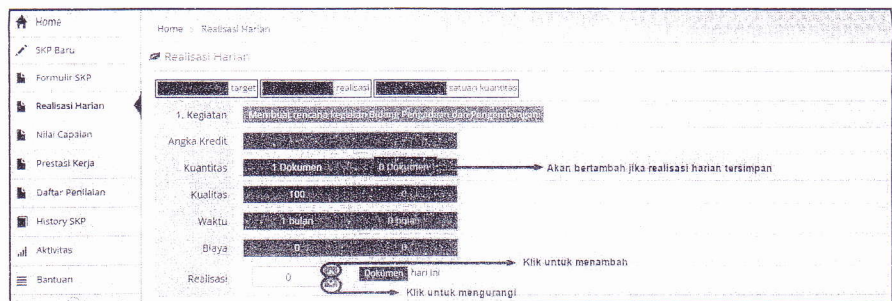 Home
SKP Baru
Formulir SKP
Realisasi Harian
Nilai Capaian
Prestasi Kerja
Daftar Penilaian
History SKP
Aktivitas
Bantuan
Home > Realisasi Harian
Realisasi Harian
target realisasi satuan kuantitas
1. Kegiatan Membuat rencana kegiatan Bidang Pengadaan dan Pengembangan
Angka Kredit
Kuantitas 1 Dokumen 0 Dokumen Akan bertambah jika realisasi harian tersimpan
Kualitas 100 0
Waktu 1 bulan 0 bulan
Biaya 0 0
Klik untuk menambah
Realisasi 0 Dokumen hari ini
Klik untuk mengurangi